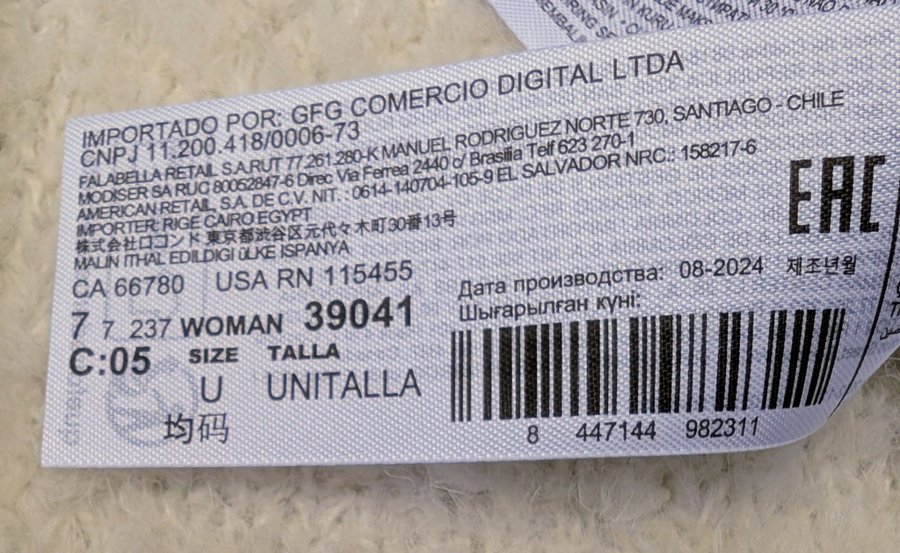 IMPORTADO POR: GFG COMERCIO DIGITAL LTDA
CNPJ 11.200.418/0006-73
FALABELLA RETAIL S.A.RUT 77.261.280-K MANUEL RODRIGUEZ NORTE 730, SANTIAGO - CHILE
MODISER SA RUC 80052847-6 Direc Via Ferrea 2440 c/ Brasilia Telf 623 270-1
AMERICAN RETAIL S.A. DE C.V. NIT. : 0614-140704-105-9 EL SALVADOR NRC.: 158217-6
IMPORTER: RIGE CAIRO EGYPT
株式会社ロコンド 東京都渋谷区元代々木町30番13号
MALIN ITHAL EDILDIGI ÜLKE ISPANYA
EAC
CA 66780 USA RN 115455
Дата производства: 08-2024 제조년월
Шығарылған күні:
7 7 237 WOMAN 39041
C:05 SIZE TALLA
U UNITALLA
均码
8 447144 982311